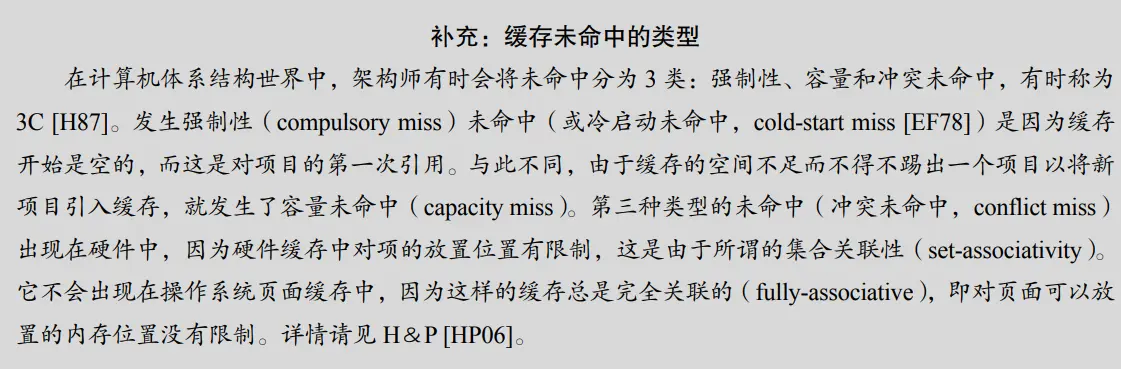 补充：缓存未命中的类型
在计算机体系结构世界中，架构师有时会将未命中分为 3 类：强制性、容量和冲突未命中，有时称为
3C [H87]。发生强制性（compulsory miss）未命中（或冷启动未命中，cold-start miss [EF78]）是因为缓存
开始是空的，而这是对项目的第一次引用。与此不同，由于缓存的空间不足而不得不踢出一个项目以将新
项目引入缓存，就发生了容量未命中（capacity miss）。第三种类型的未命中（冲突未命中，conflict miss）
出现在硬件中，因为硬件缓存中对项的放置位置有限制，这是由于所谓的集合关联性（set-associativity）。
它不会出现在操作系统页面缓存中，因为这样的缓存总是完全关联的（fully-associative），即对页面可以放
置的内存位置没有限制。详情请见 H＆P [HP06]。